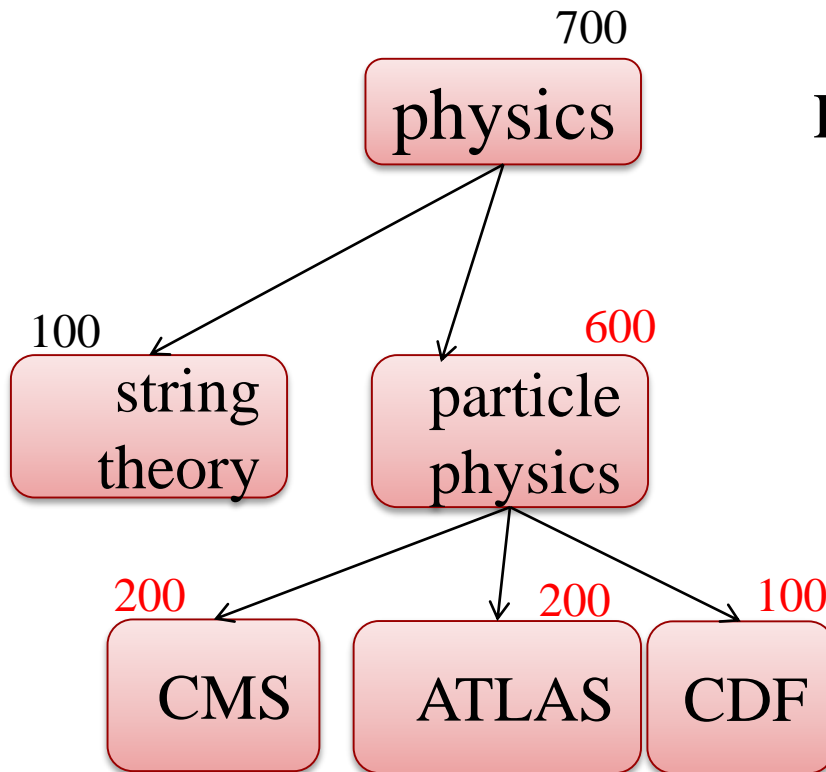 700
physics
100
600
string
theory
particle
physics
200
200
100
CMS
ATLAS
CDF